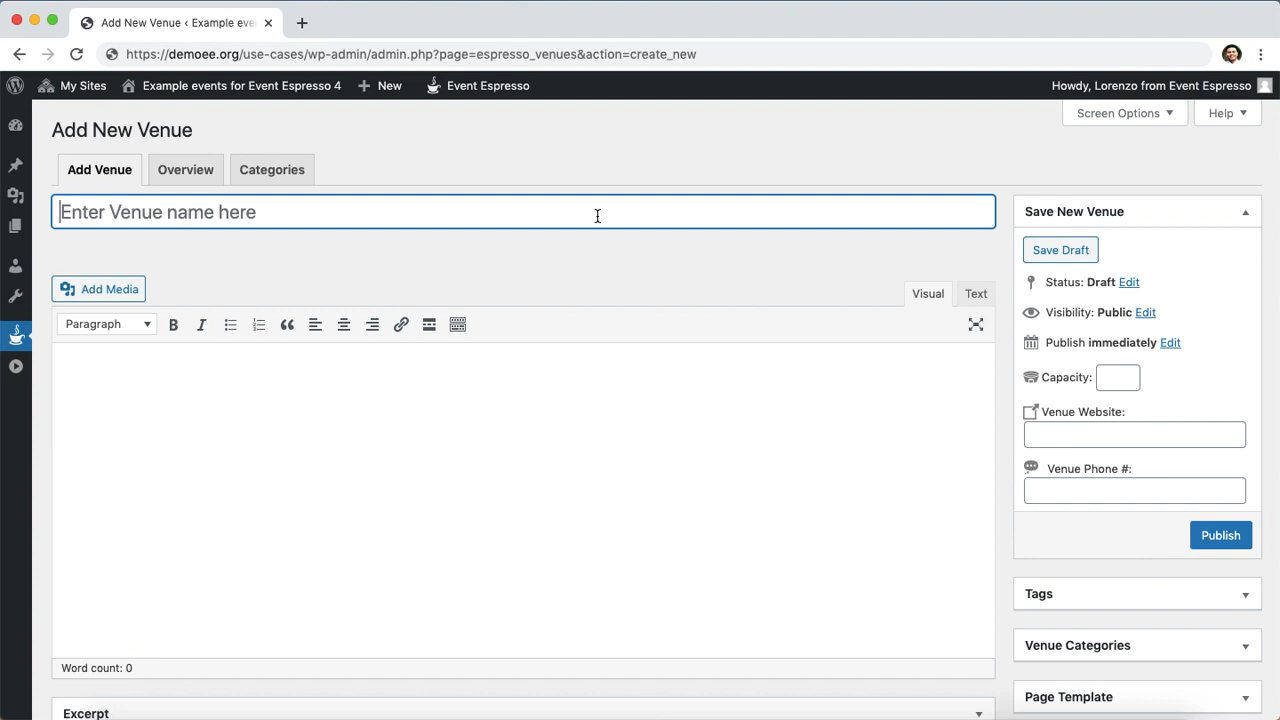 Add New Venue ‹ Example eve
https://demoee.org/use-cases/wp-admin/admin.php?page=espresso_venues&action=create_new
My Sites Example events for Event Espresso 4 New Event Espresso Howdy, Lorenzo from Event Espresso
Screen Options Help
Add New Venue
Add Venue Overview Categories
Enter Venue name here
Add Media
Visual Text
Paragraph
Word count: 0
Excerpt
Save New Venue
Save Draft
Status: Draft Edit
Visibility: Public Edit
Publish immediately Edit
Capacity:
Venue Website:
Venue Phone #:
Publish
Tags
Venue Categories
Page Template